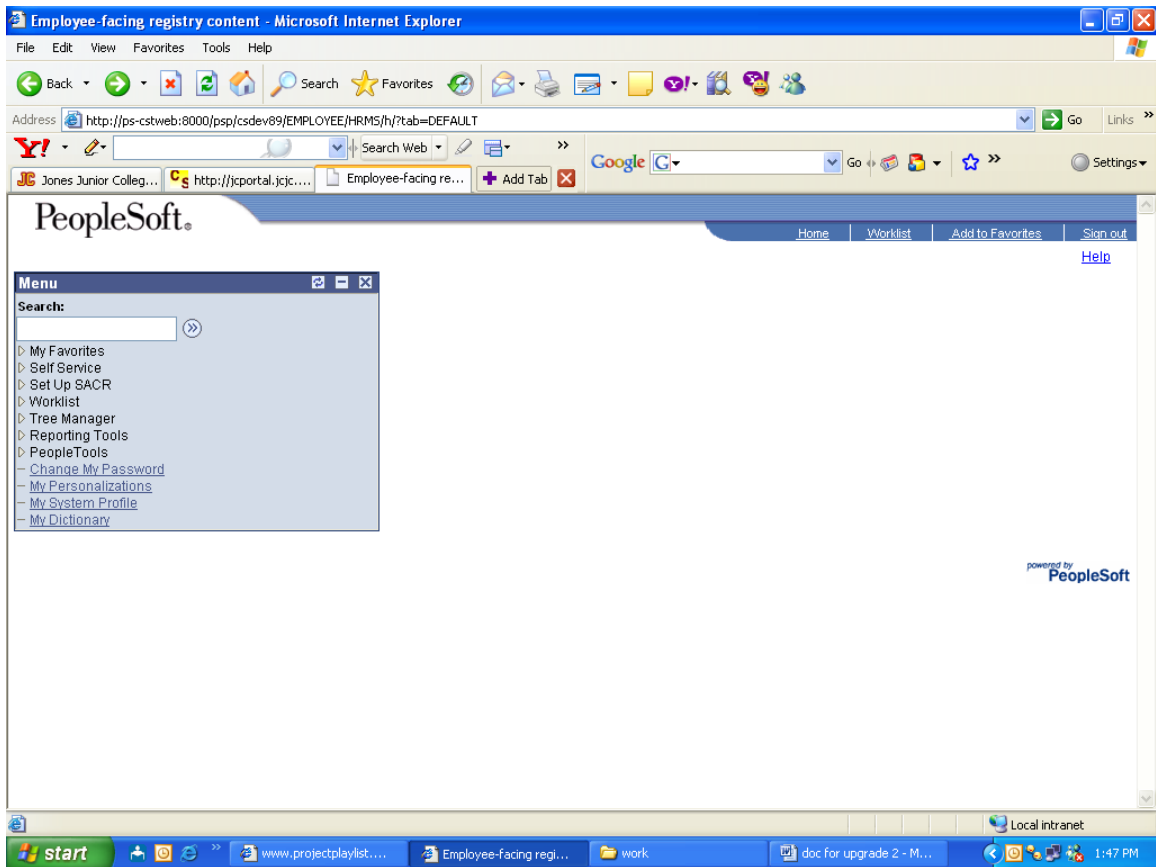 Employee-facing registry content - Microsoft Internet Explorer
File Edit View Favorites Tools Help
Back Search Favorites
Address http://ps-cstweb:8000/psp/csdev89/EMPLOYEE/HRMS/h/?tab=DEFAULT Go Links »
Y! Search Web » Google G Go » Settings
JC Jones Junior Colleg... Cs http://jcportal.jcjc.... Employee-facing re... Add Tab
PeopleSoft®
Home Worklist Add to Favorites Sign out
Help
Menu
Search:
My Favorites
Self Service
Set Up SACR
Worklist
Tree Manager
Reporting Tools
PeopleTools
Change My Password
My Personalizations
My System Profile
My Dictionary
powered by
PeopleSoft
Local intranet
start » www.projectplaylist.... Employee-facing regi... work doc for upgrade 2 - M... 1:47 PM